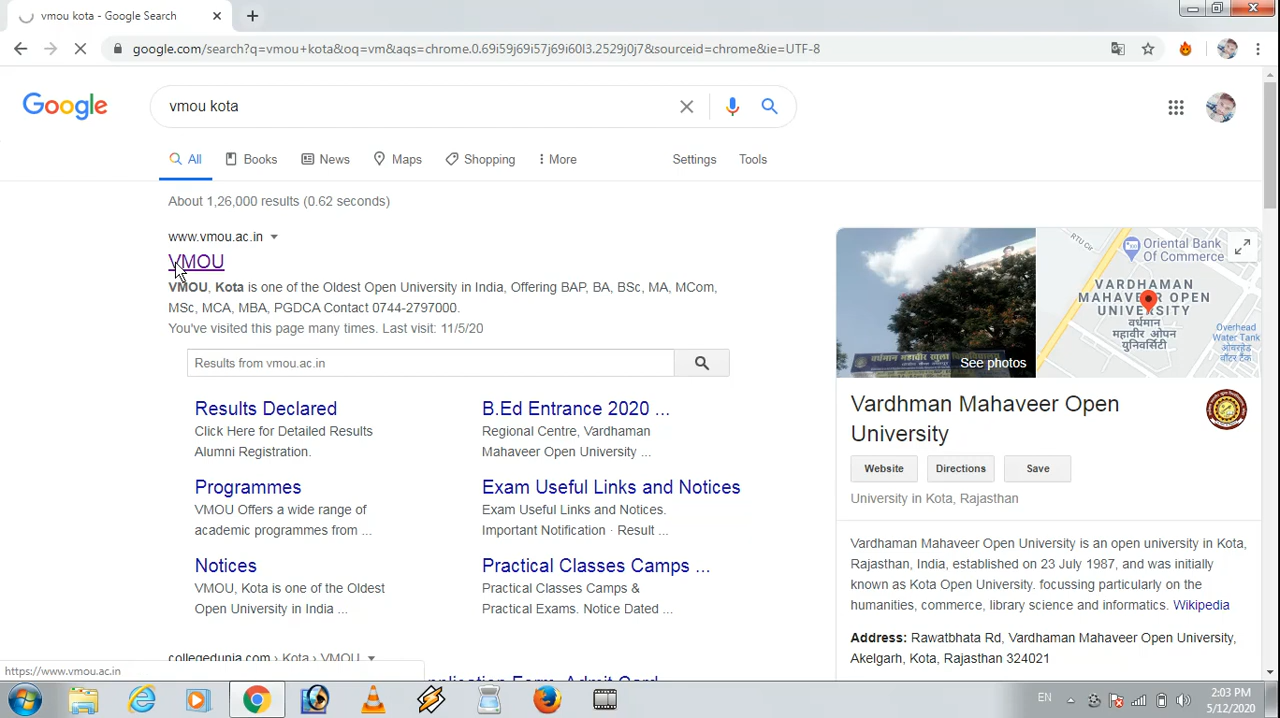 vmou kota - Google Search
google.com/search?q=vmou+kota&oq=vm&aqs=chrome.0.69i59j69i57j69i60l3.2529j0j7&sourceid=chrome&ie=UTF-8
Google
vmou kota
All
Books
News
Maps
Shopping
More
Settings
Tools
About 1,26,000 results (0.62 seconds)
www.vmou.ac.in
VMOU
VMOU, Kota is one of the Oldest Open University in India, Offering BAP, BA, BSc, MA, MCom,
MSc, MCA, MBA, PGDCA Contact 0744-2797000.
You've visited this page many times. Last visit: 11/5/20
Results from vmou.ac.in
Results Declared
Click Here for Detailed Results
Alumni Registration.
B.Ed Entrance 2020 ...
Regional Centre, Vardhaman
Mahaveer Open University ...
Programmes
VMOU Offers a wide range of
academic programmes from ...
Exam Useful Links and Notices
Exam Useful Links and Notices.
Important Notification · Result ...
Notices
VMOU, Kota is one of the Oldest
Open University in India ...
Practical Classes Camps ...
Practical Classes Camps &
Practical Exams. Notice Dated ...
collegedunia.com › Kota › VMOU
https://www.vmou.ac.in
See photos
RTU Cir
Oriental Bank
Of Commerce
VARDHMAN
MAHAVEER OPEN
UNIVERSITY
वर्धमान
महावीर ओपन
युनिवर्सिटी
Overhead
Water Tank
ओवरहेड
वॉटर टैंक
Vardhman Mahaveer Open
University
Website
Directions
Save
University in Kota, Rajasthan
Vardhaman Mahaveer Open University is an open university in Kota,
Rajasthan, India, established on 23 July 1987, and was initially
known as Kota Open University. focussing particularly on the
humanities, commerce, library science and informatics. Wikipedia
Address: Rawatbhata Rd, Vardhaman Mahaveer Open University,
Akelgarh, Kota, Rajasthan 324021
EN
2:03 PM
5/12/2020